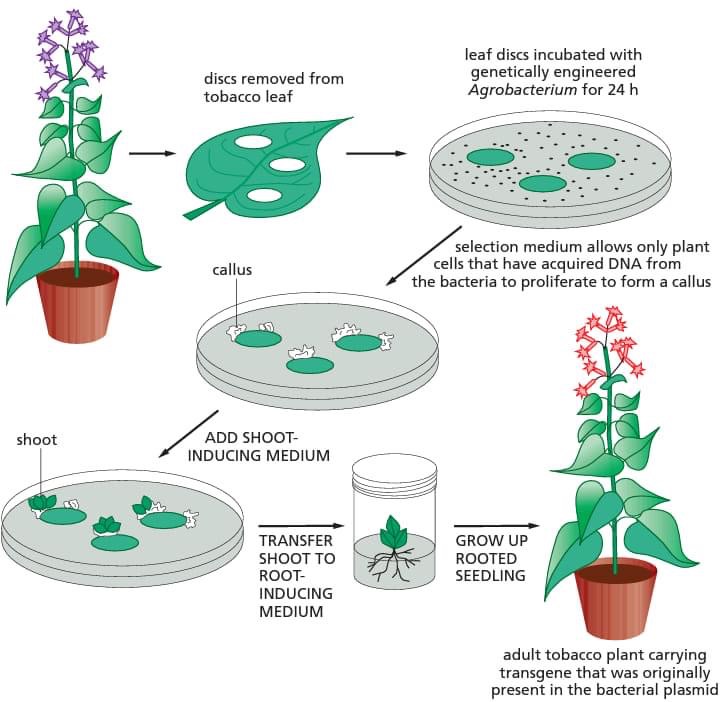 discs removed from
tobacco leaf
leaf discs incubated with
genetically engineered
Agrobacterium for 24 h
selection medium allows only plant
cells that have acquired DNA from
the bacteria to proliferate to form a callus
callus
shoot
ADD SHOOT-
INDUCING MEDIUM
TRANSFER
SHOOT TO
ROOT-
INDUCING
MEDIUM
GROW UP
ROOTED
SEEDLING
adult tobacco plant carrying
transgene that was originally
present in the bacterial plasmid